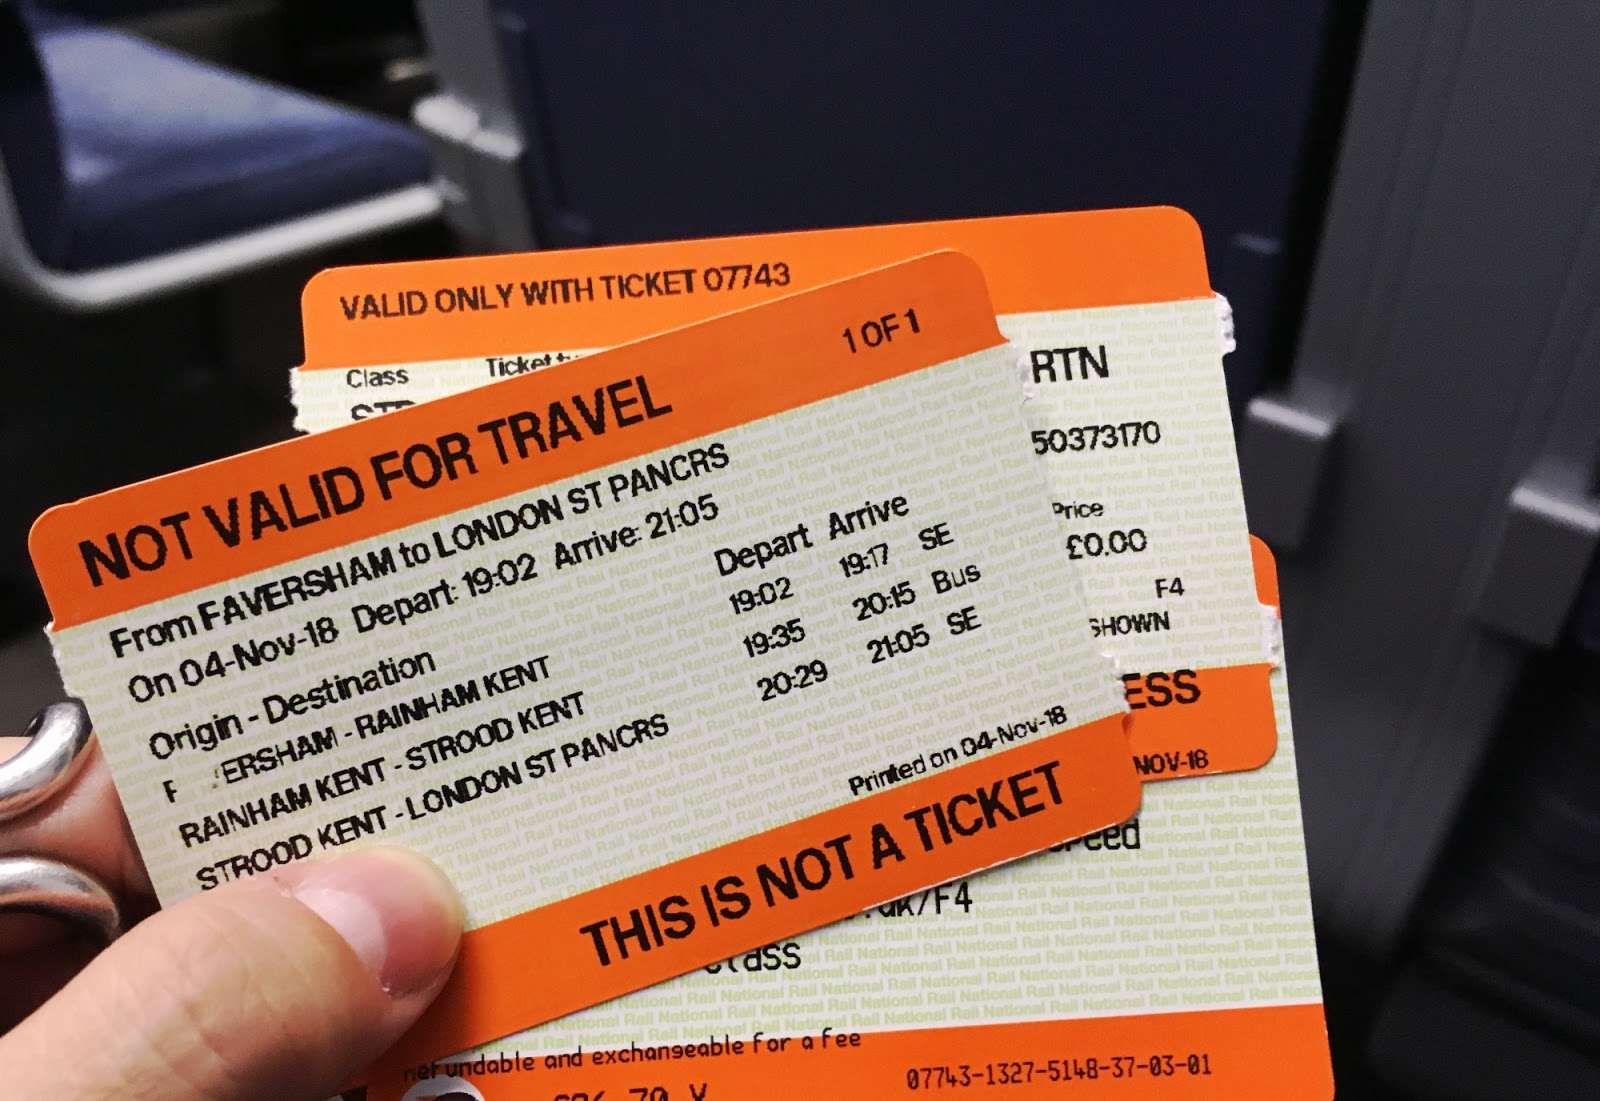 VALID ONLY WITH TICKET 07743
Class
RTN
50373170
Price
£0.00
F4
SHOWN
ESS
NOV-18
1 OF 1
NOT VALID FOR TRAVEL
From FAVERSHAM to LONDON ST PANCRS
On 04-Nov-18 Depart: 19:02 Arrive: 21:05
Origin - Destination Depart Arrive
F ERSHAM - RAINHAM KENT 19:02 19:17 SE
RAINHAM KENT - STROOD KENT 19:35 20:15 Bus
STROOD KENT - LONDON ST PANCRS 20:29 21:05 SE
Printed on 04-Nov-18
THIS IS NOT A TICKET
.uk/F4
class
refundable and exchangeable for a fee
07743-1327-5148-37-03-01